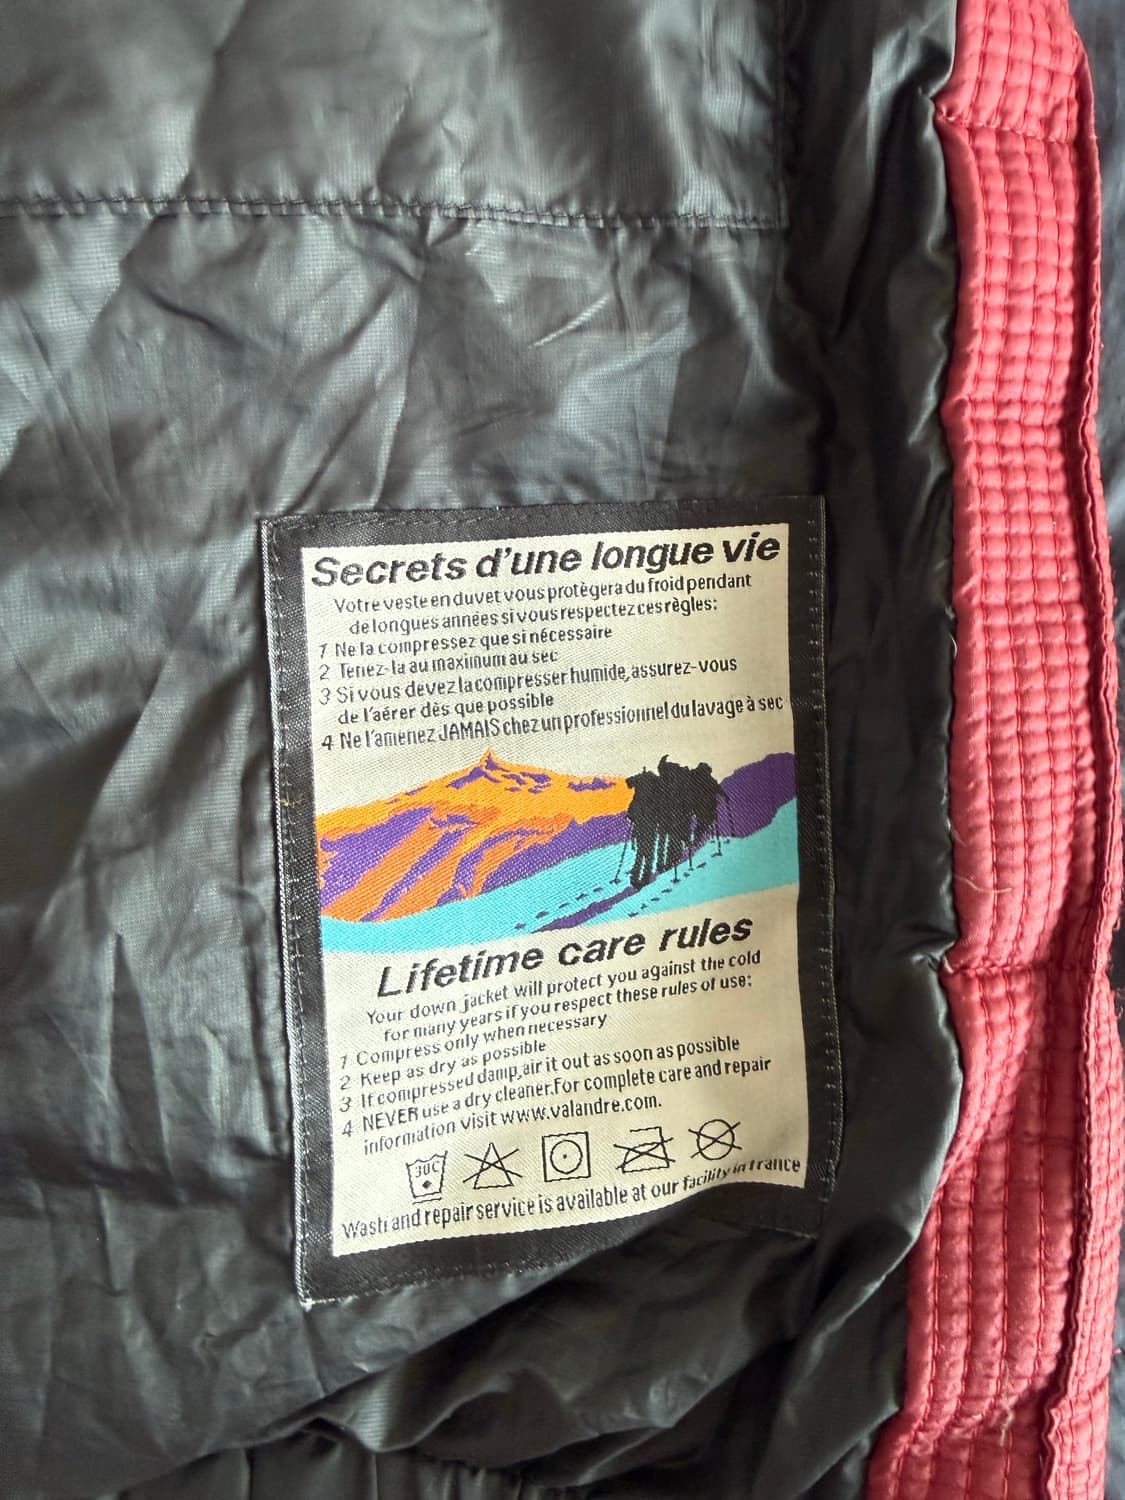 Secrets d'une longue vie
Votre veste en duvet vous protègera du froid pendant
de longues années si vous respectez ces règles:
1 Ne la compressez que si nécessaire
2 Tenez-la au maximum au sec
3 Si vous devez la compresser humide, assurez-vous
de l'aérer dès que possible
4 Ne l'amenez JAMAIS chez un professionnel du lavage à sec
Lifetime care rules
Your down jacket will protect you against the cold
for many years if you respect these rules of use:
1 Compress only when necessary
2 Keep as dry as possible
3 If compressed damp, air it out as soon as possible
4 NEVER use a dry cleaner. For complete care and repair
information visit www.valandre.com.
30C
Wash and repair service is available at our facility in france